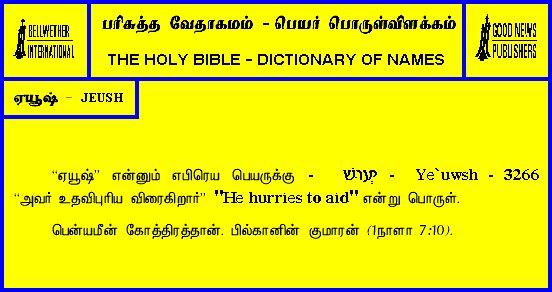 BELLWETHER
INTERNATIONAL
பரிசுத்த வேதாகமம் - பெயர் பொருள்விளக்கம்
THE HOLY BIBLE - DICTIONARY OF NAMES
GOOD NEWS
PUBLISHERS
ஏயூஷ் - JEUSH
“ஏயூஷ்” என்னும் எபிரெய பெயருக்கு - יְעוּשׁ - Ye`uwsh - 3266
“அவர் உதவிபுரிய விரைகிறார்” "He hurries to aid" என்று பொருள்.
பென்யமீன் கோத்திரத்தான். பில்கானின் குமாரன் (1நாளா 7:10).